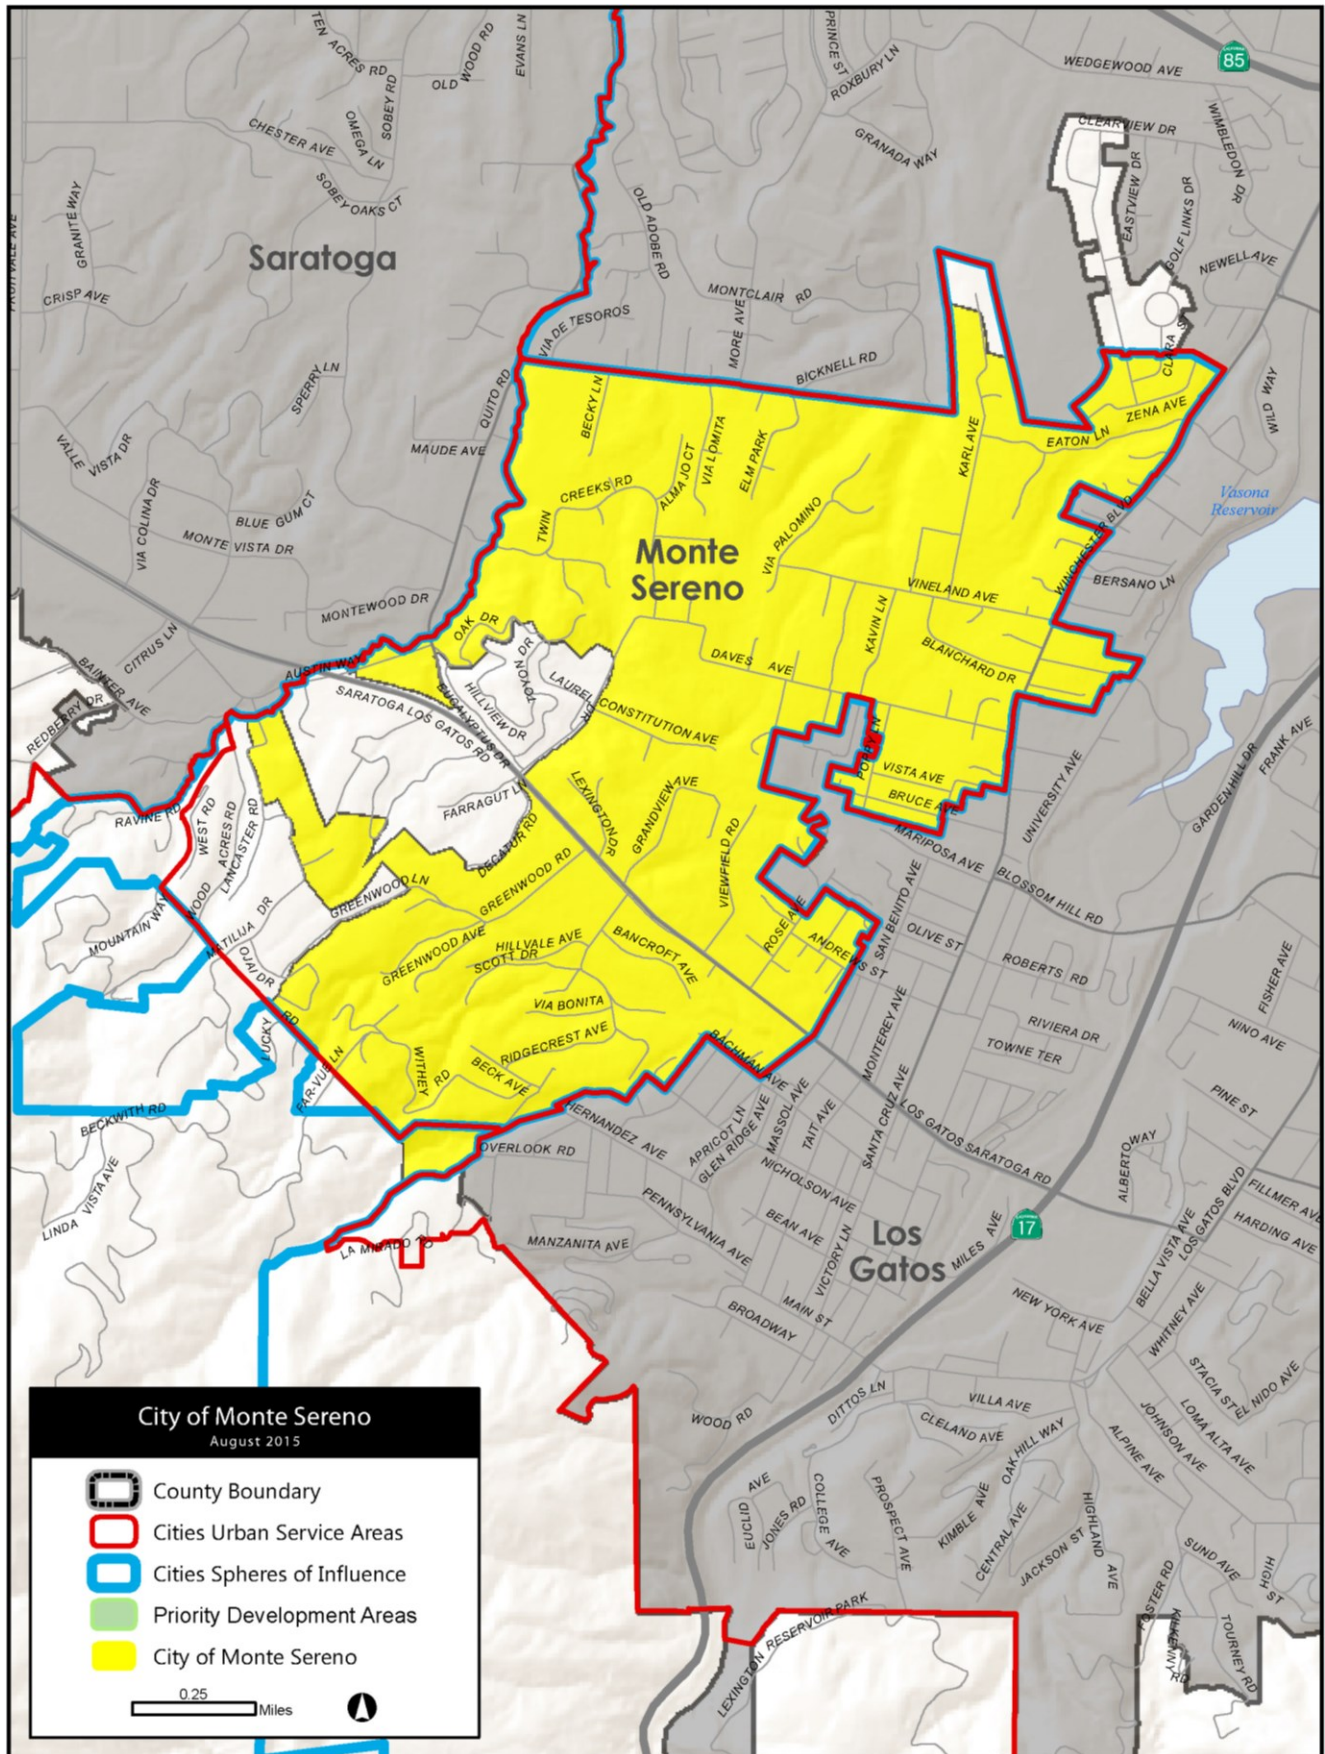 TEN ACRES RD
OLD WOOD RD
EVANS LN
SOBEY RD
PRINCE ST
ROXBURY LN
WEDGEWOOD AVE
85
CHESTER AVE
OMEGA LN
GRANADA WAY
CLEARVIEW DR
WIMBLEDON DR
SOBEY OAKS CT
GRANITE WAY
OLD ADOBE RD
EASTVIEW DR
GOLF LINKS DR
Saratoga
NEWELL AVE
CRISP AVE
MONTCLAIR RD
VIA DE TESOROS
MORE AVE
BICKNELL RD
SPERRY LN
QUITO RD
BECKY LN
ZENA AVE
WILD WAY
VALLE VISTA DR
MAUDE AVE
VIA LOMITA
ELM PARK
KARL AVE
EATON LN
ALMA JO CT
TWIN CREEKS RD
VIA COLINA DR
BLUE GUM CT
MONTE VISTA DR
VIA PALOMINO
Vasona
Reservoir
WINCHESTER BLVD
Monte
Sereno
BERSANO LN
VINELAND AVE
MONTEWOOD DR
OAK DR
KAVIN LN
CITRUS LN
DAVES AVE
BLANCHARD DR
AUSTIN WAY
BAINTER AVE
REDBERRY DR
SARATOGA LOS GATOS RD
EUCALYPTUS DR
HILLVIEW DR
TOYON DR
LAUREL DR
CONSTITUTION AVE
POPPY LN
VISTA AVE
BRUCE AVE
UNIVERSITY AVE
GARDEN HILL DR
FRANK AVE
RAVINE RD
WEST RD
ACRES RD
LANCASTER RD
FARRAGUT LN
LEXINGTON DR
GRANDVIEW AVE
DECATUR RD
MARIPOSA AVE
VIEWFIELD RD
BLOSSOM HILL RD
GREENWOOD LN
GREENWOOD RD
MOUNTAIN WAY
WOOD
MATILIJA DR
OJAI DR
GREENWOOD AVE
HILLVALE AVE
SCOTT DR
BANCROFT AVE
ROSE AVE
ANDREWS ST
SAN BENITO AVE
OLIVE ST
ROBERTS RD
FISHER AVE
VIA BONITA
RIDGECREST AVE
LUCKY RD
FAR-VUE LN
WITHEY RD
BECK AVE
BACHMAN AVE
MONTEREY AVE
RIVIERA DR
TOWNE TER
NINO AVE
BECKWITH RD
HERNANDEZ AVE
OVERLOOK RD
APRICOT LN
GLEN RIDGE AVE
MASSOL AVE
TAIT AVE
SANTA CRUZ AVE
LOS GATOS SARATOGA RD
PINE ST
ALBERTO WAY
LINDA VISTA AVE
NICHOLSON AVE
PENNSYLVANIA AVE
BEAN AVE
VICTORY LN
Los
Gatos
MILES AVE
17
BELLA VISTA AVE
LOS GATOS BLVD
FILLMER AVE
HARDING AVE
LA MIRADO RD
MANZANITA AVE
MAIN ST
BROADWAY
NEW YORK AVE
WHITNEY AVE
STACIA ST
EL NIDO AVE
WOOD RD
DITTOS LN
VILLA AVE
CLELAND AVE
OAK HILL WAY
JOHNSON AVE
LOMA ALTA AVE
ALPINE AVE
EUCLID AVE
JONES RD
COLLEGE AVE
PROSPECT AVE
KIMBLE AVE
CENTRAL AVE
JACKSON ST
HIGHLAND AVE
FOSTER RD
SUND AVE
HIGH ST
LEXINGTON RESERVOIR PARK
KILKENNY RD
TOURNEY RD
City of Monte Sereno
August 2015
County Boundary
Cities Urban Service Areas
Cities Spheres of Influence
Priority Development Areas
City of Monte Sereno
0.25
Miles